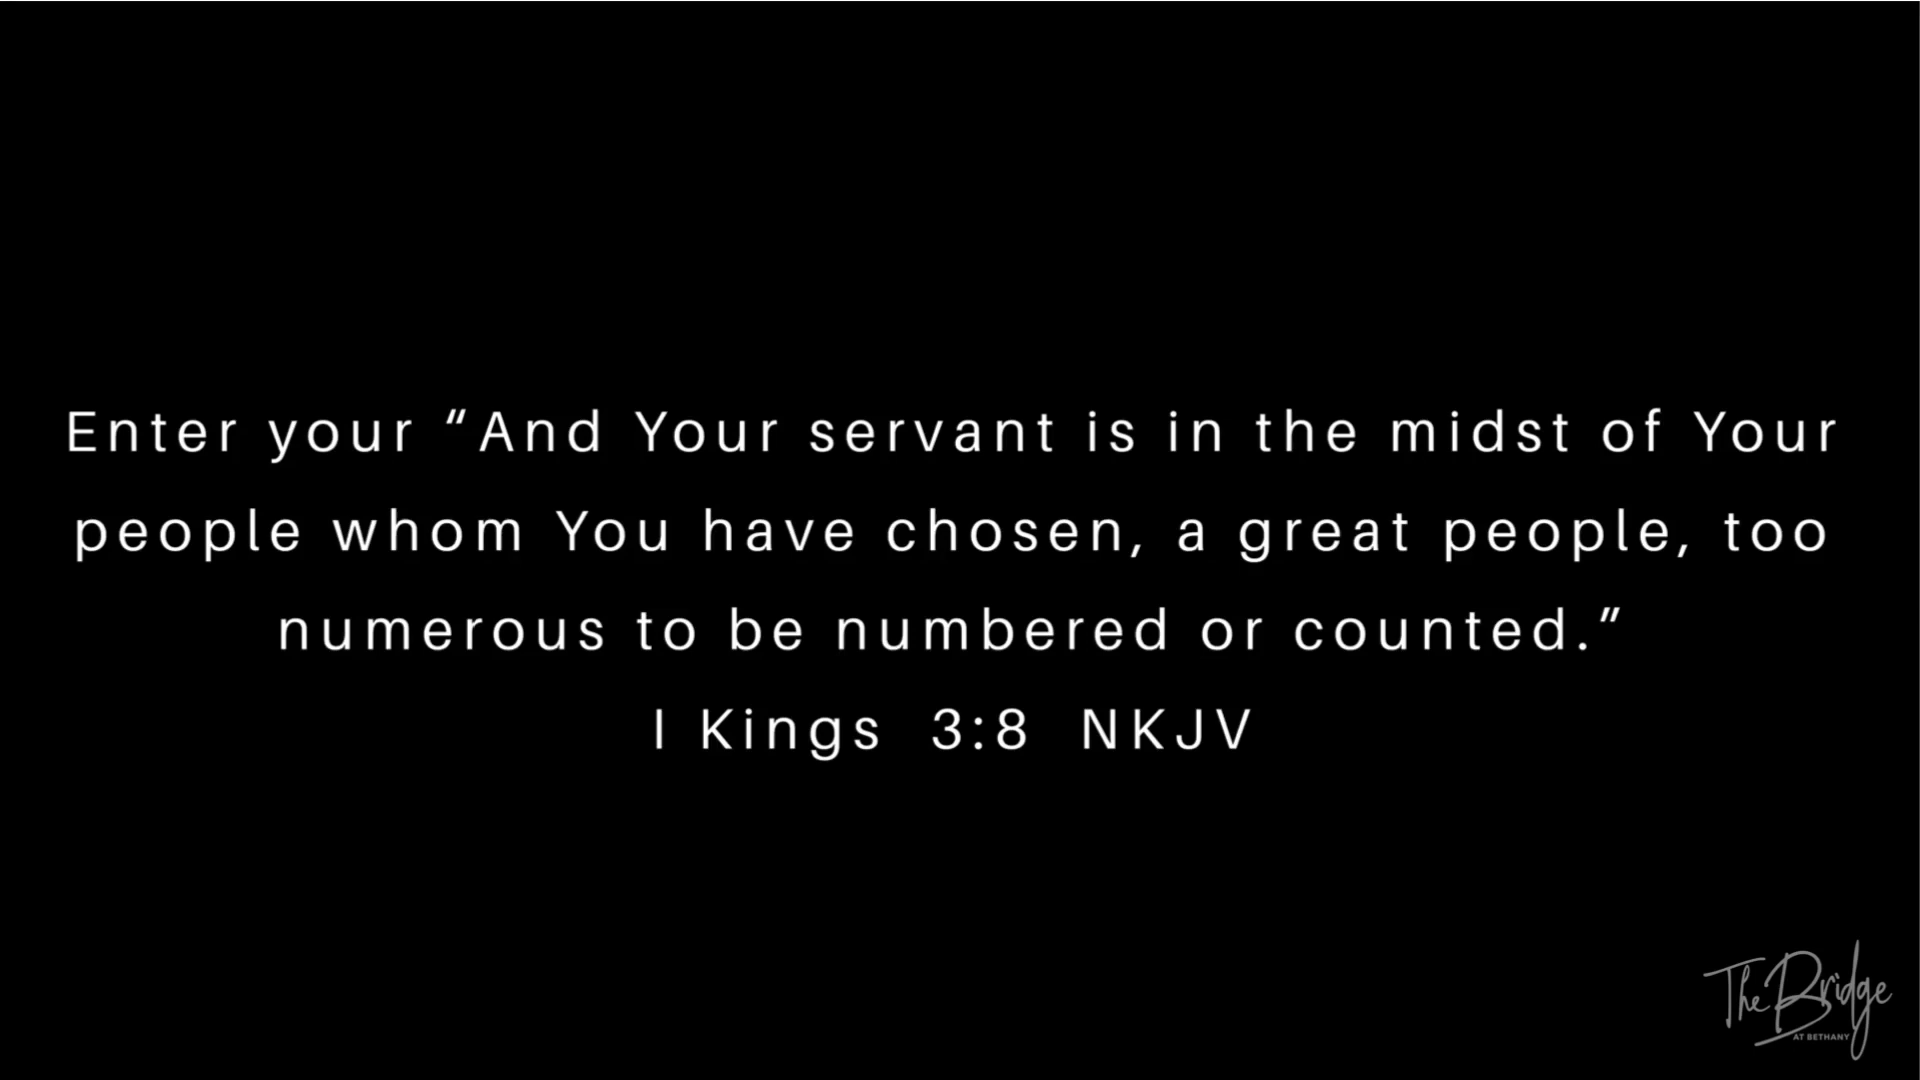 Enter your “And Your servant is in the midst of Your
people whom You have chosen, a great people, too
numerous to be numbered or counted.”
I Kings 3:8 NKJV
The Bridge
AT BETHANY